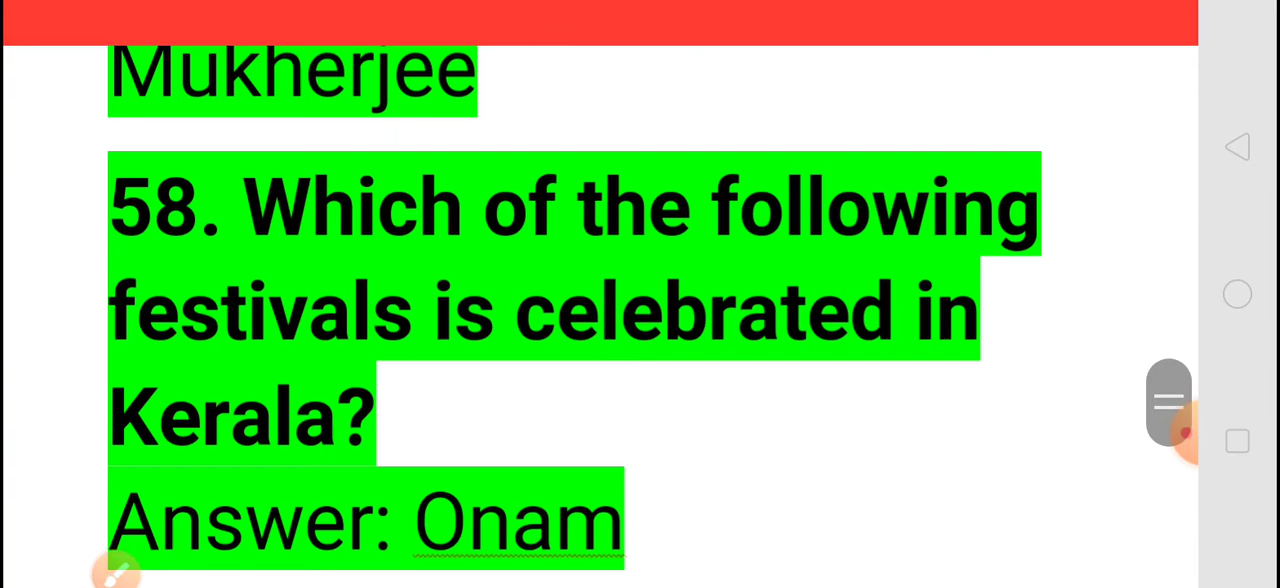 Mukherjee
58. Which of the following
festivals is celebrated in
Kerala?
Answer: Onam